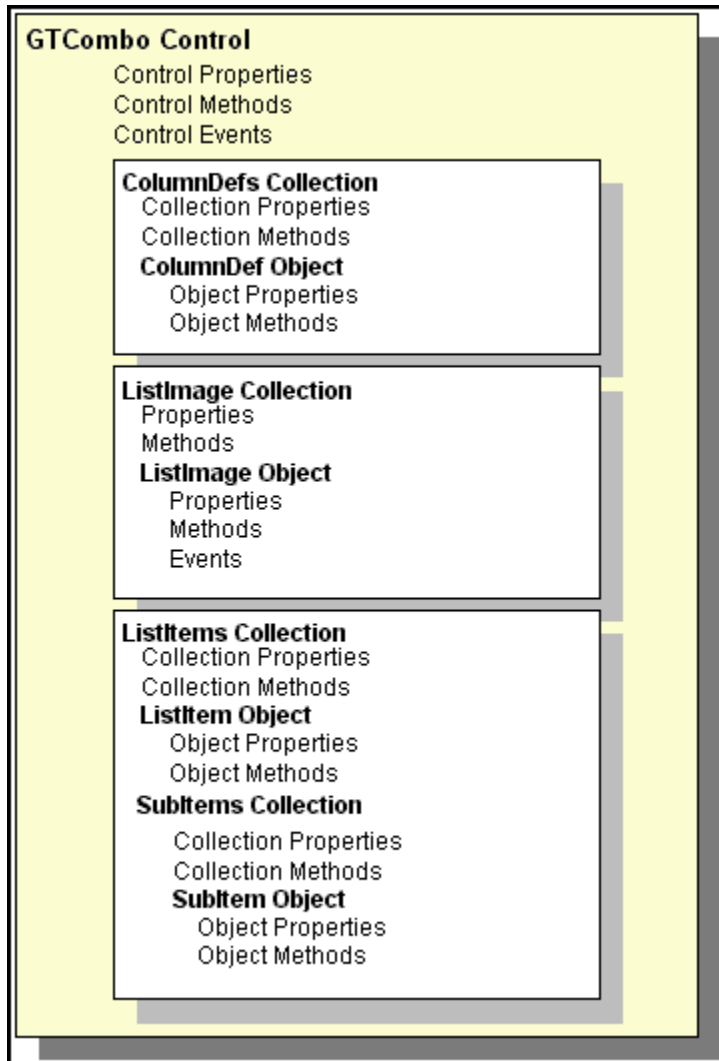 GTCombo Control
Control Properties
Control Methods
Control Events
ColumnDefs Collection
Collection Properties
Collection Methods
ColumnDef Object
Object Properties
Object Methods
ListImage Collection
Properties
Methods
ListImage Object
Properties
Methods
Events
ListItems Collection
Collection Properties
Collection Methods
ListItem Object
Object Properties
Object Methods
SubItems Collection
Collection Properties
Collection Methods
SubItem Object
Object Properties
Object Methods